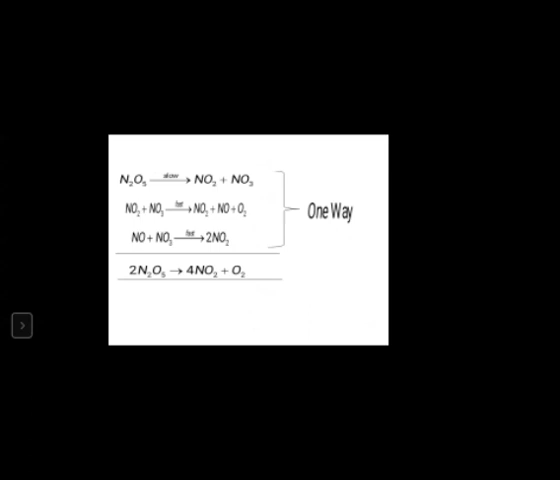 N₂O₅ —slow→ NO₂ + NO₃
NO₂ + NO₃ —fast→ NO₂ + NO + O₂
NO + NO₃ —fast→ 2NO₂
One Way
2N₂O₅ → 4NO₂ + O₂